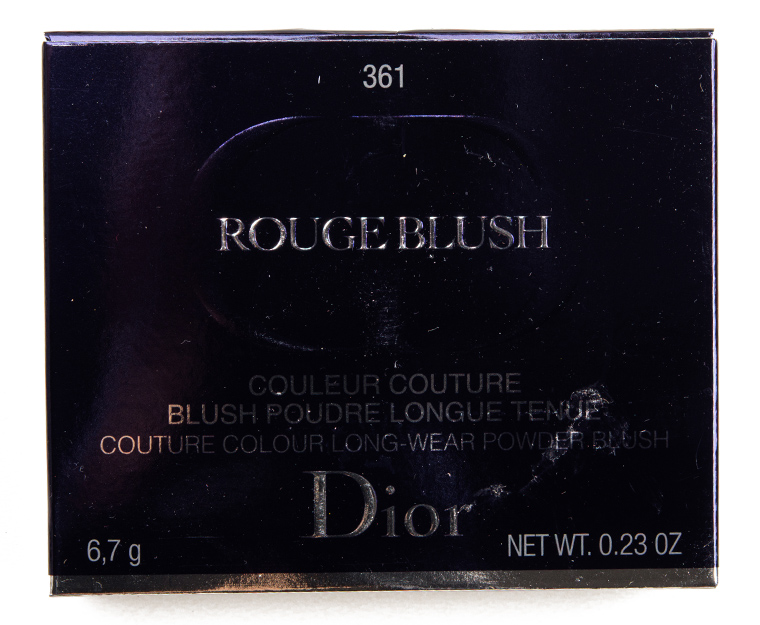 361
ROUGE BLUSH
COULEUR COUTURE
BLUSH POUDRE LONGUE TENUE
COUTURE COLOUR LONG-WEAR POWDER BLUSH
Dior
6,7 g NET WT. 0.23 OZ